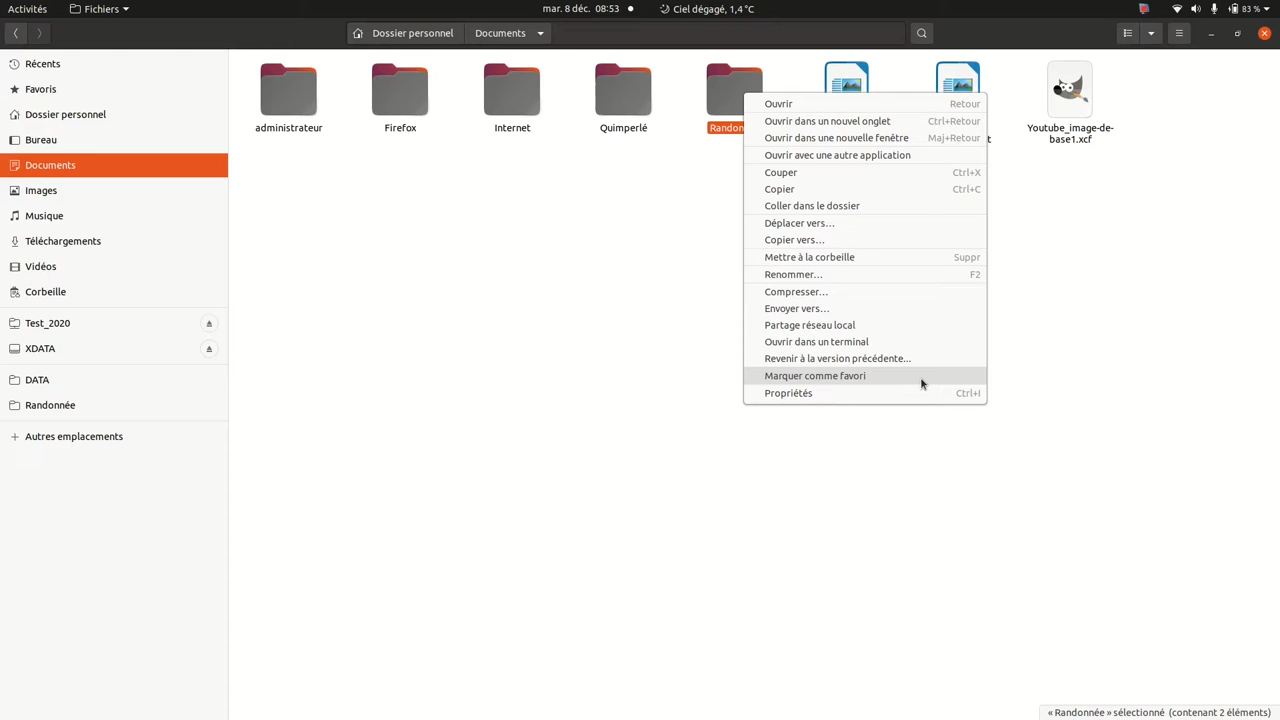 Activités Fichiers mar. 8 déc. 08:53 Ciel dégagé, 1,4 °C 83 %
Dossier personnel Documents
Récents
Favoris
Dossier personnel
Bureau
Documents
Images
Musique
Téléchargements
Vidéos
Corbeille
Test_2020
XDATA
DATA
Randonnée
+ Autres emplacements
administrateur
Firefox
Internet
Quimperlé
Youtube_image-de-
base1.xcf
Ouvrir Retour
Ouvrir dans un nouvel onglet Ctrl+Retour
Ouvrir dans une nouvelle fenêtre Maj+Retour
Ouvrir avec une autre application
Couper Ctrl+X
Copier Ctrl+C
Coller dans le dossier
Déplacer vers…
Copier vers…
Mettre à la corbeille Suppr
Renommer… F2
Compresser…
Envoyer vers…
Partage réseau local
Ouvrir dans un terminal
Revenir à la version précédente...
Marquer comme favori
Propriétés Ctrl+I
« Randonnée » sélectionné (contenant 2 éléments)